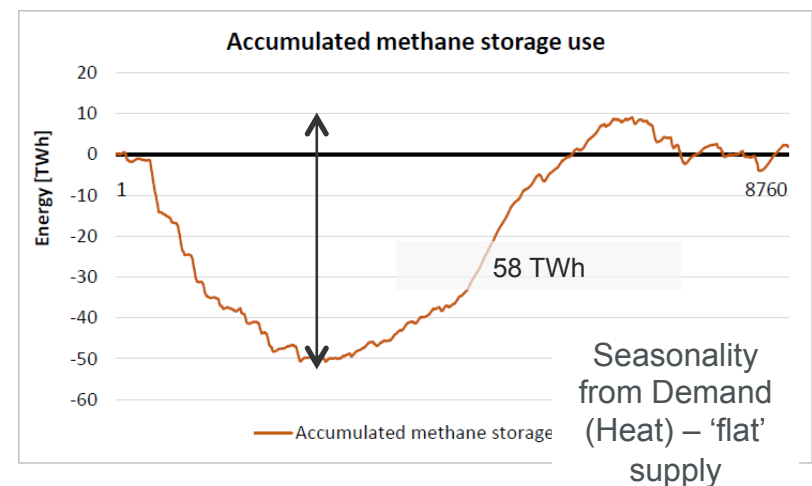 Accumulated methane storage use
20
10
0
-10
-20
-30
-40
-50
-60
Energy [TWh]
1
8760
58 TWh
Accumulated methane storage
Seasonality
from Demand
(Heat) – ‘flat’
supply